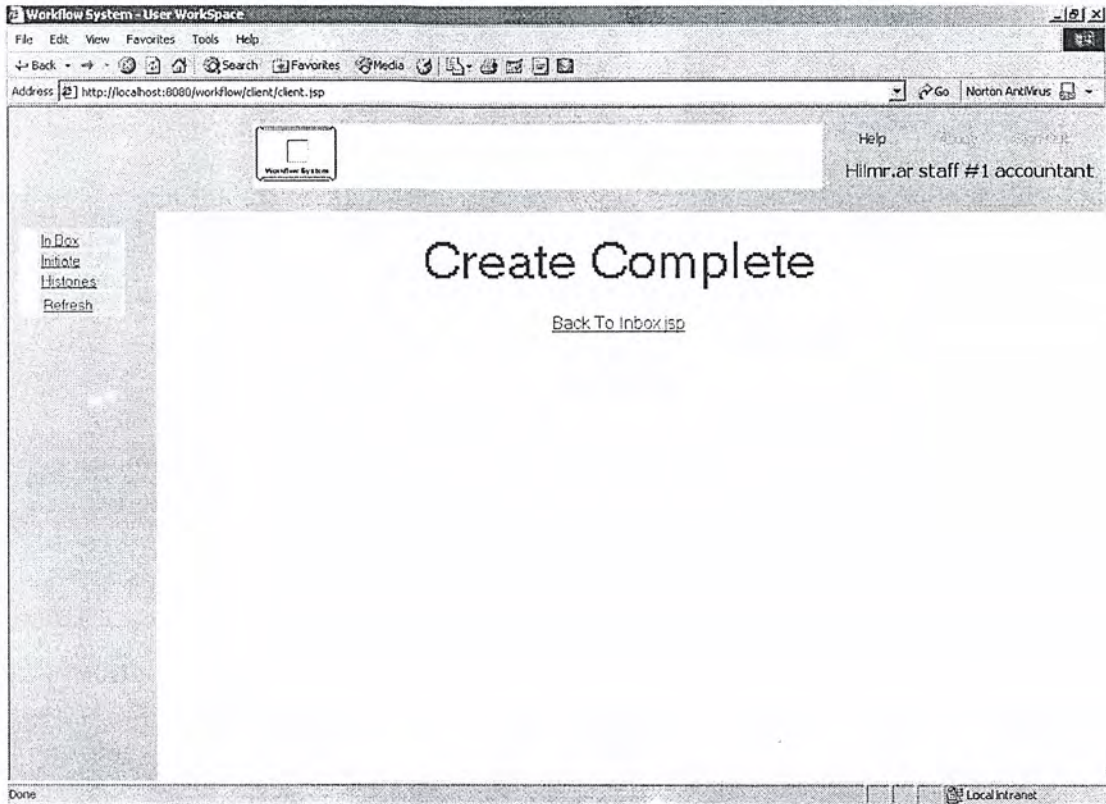 Workflow System - User WorkSpace
File Edit View Favorites Tools Help
Back Search Favorites Media
Address http://localhost:8080/workflow/client/client.jsp Go Norton AntiVirus
Workflow System
Help
Hi!mr.ar staff #1 accountant
In Box
Initiate
Histories
Refresh
Create Complete
Back To Inbox.jsp
Done
Local intranet